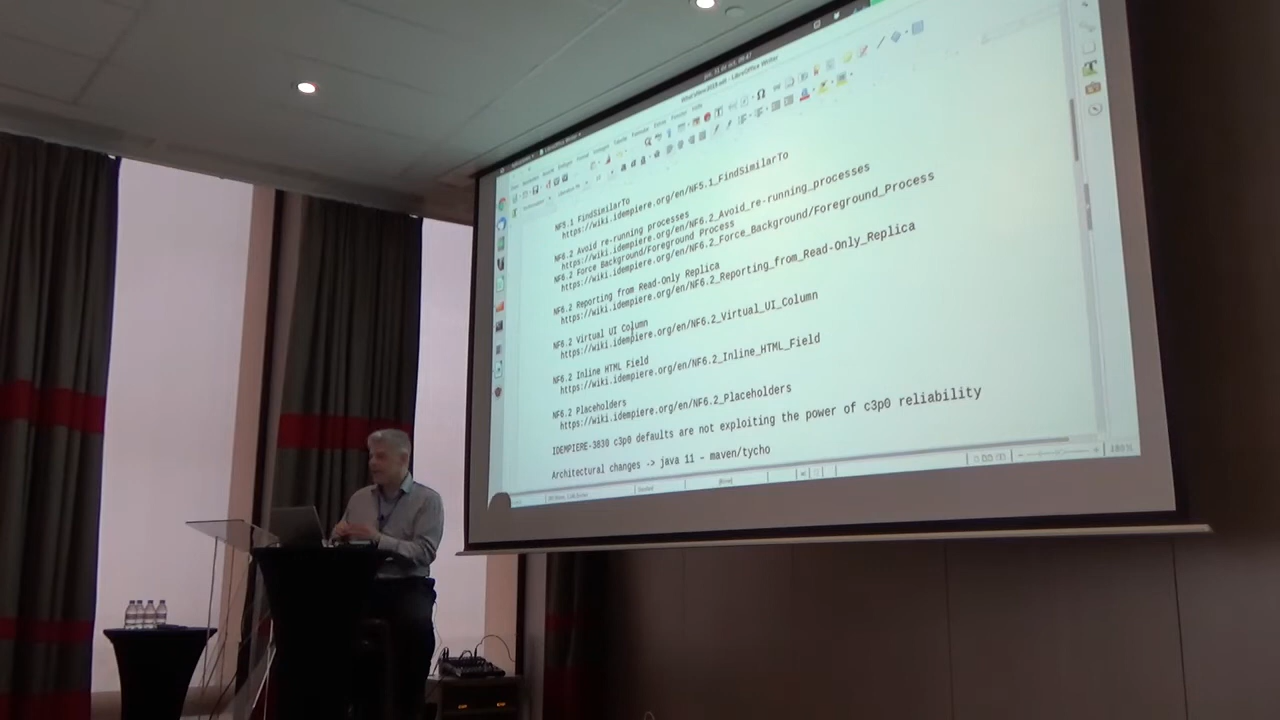 LibreOffice Writer
NF5.1 FindSimilarTo
https://wiki.idempiere.org/en/NF5.1_FindSimilarTo
NF6.2 Avoid re-running processes
https://wiki.idempiere.org/en/NF6.2_Avoid_re-running_processes
NF6.2 Force Background/Foreground Process
https://wiki.idempiere.org/en/NF6.2_Force_Background/Foreground_Process
NF6.2 Reporting from Read-Only Replica
https://wiki.idempiere.org/en/NF6.2_Reporting_from_Read-Only_Replica
NF6.2 Virtual UI Column
https://wiki.idempiere.org/en/NF6.2_Virtual_UI_Column
NF6.2 Inline HTML Field
https://wiki.idempiere.org/en/NF6.2_Inline_HTML_Field
NF6.2 Placeholders
https://wiki.idempiere.org/en/NF6.2_Placeholders
IDEMPIERE-3830 c3p0 defaults are not exploiting the power of c3p0 reliability
Architectural changes -> java 11 – maven/tycho